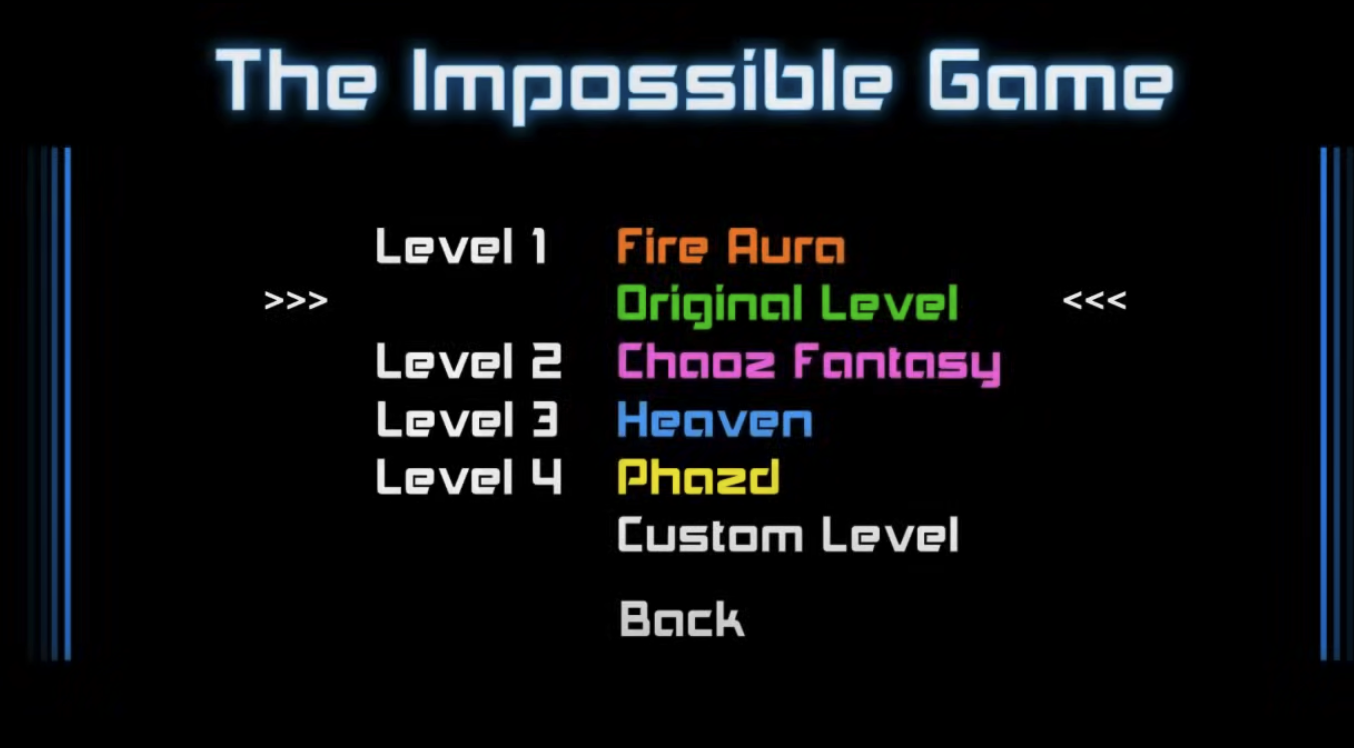 The Impossible Game
Level 1 Fire Aura
>>> Original Level <<<
Level 2 Chaoz Fantasy
Level 3 Heaven
Level 4 Phazd
Custom Level
Back